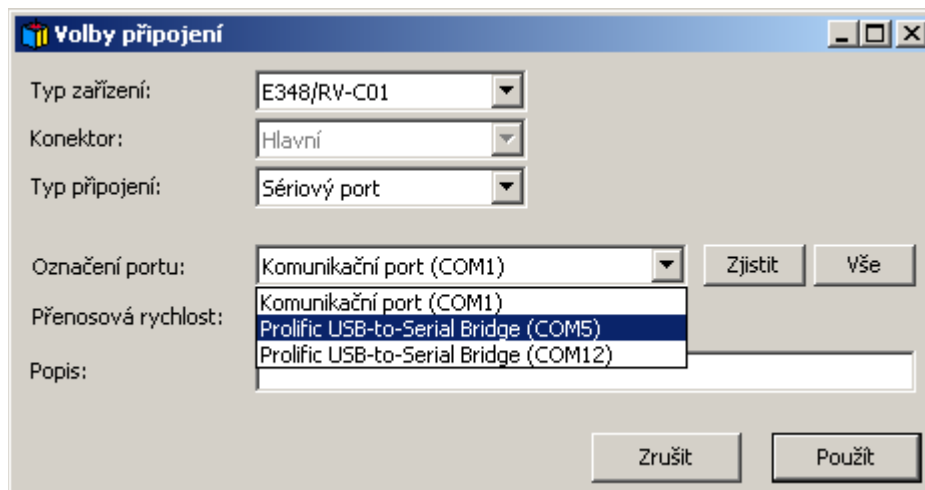 Volby připojení
Typ zařízení: E348/RV-C01
Konektor: Hlavní
Typ připojení: Sériový port
Označení portu: Komunikační port (COM1) Zjistit Vše
Komunikační port (COM1)
Přenosová rychlost:
Prolific USB-to-Serial Bridge (COM5)
Prolific USB-to-Serial Bridge (COM12)
Popis:
Zrušit Použít